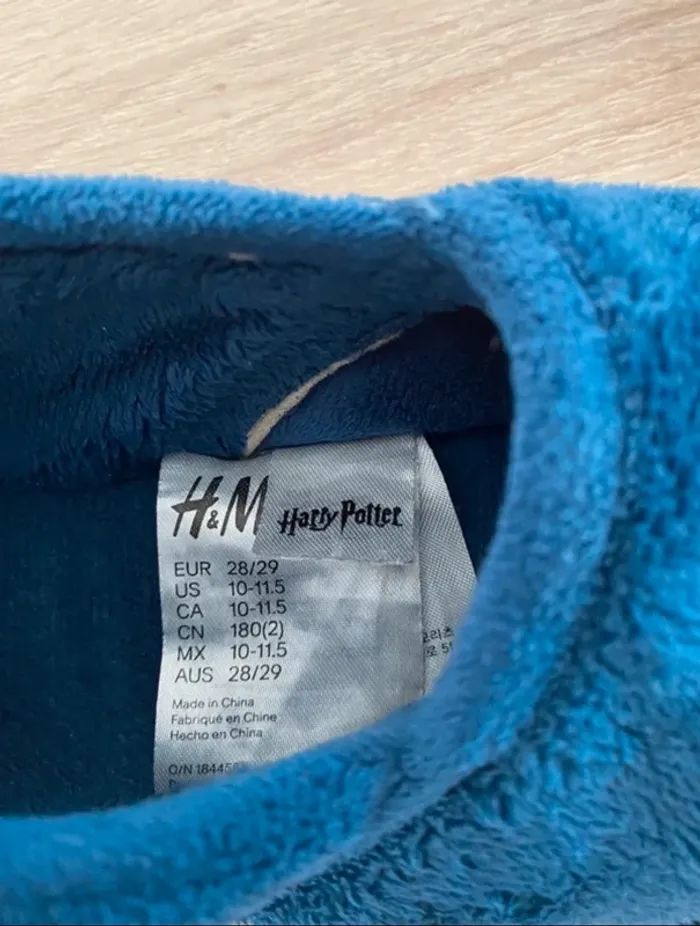 H&M
Harry Potter
EUR 28/29
US 10-11.5
CA 10-11.5
CN 180(2)
MX 10-11.5
AUS 28/29
Made in China
Fabriqué en Chine
Hecho en China
O/N